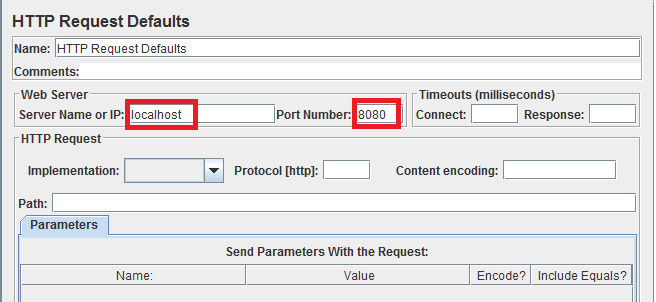 HTTP Request Defaults
Name: HTTP Request Defaults
Comments:
Web Server Timeouts (milliseconds)
Server Name or IP: localhost Port Number: 8080 Connect: Response:
HTTP Request
Implementation: Protocol [http]: Content encoding:
Path:
Parameters
Send Parameters With the Request:
Name: Value Encode? Include Equals?